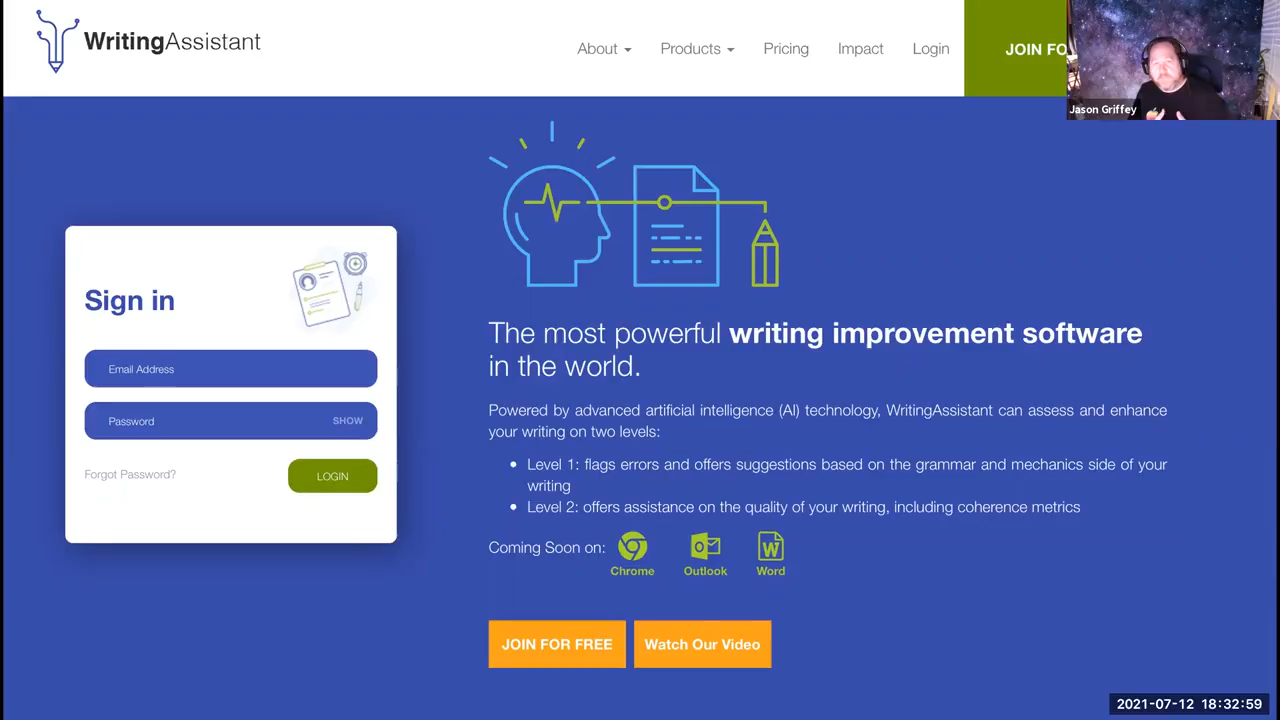 WritingAssistant
About
Products
Pricing
Impact
Login
JOIN FO
Jason Griffey
Sign in
Email Address
Password
SHOW
Forgot Password?
LOGIN
The most powerful writing improvement software
in the world.
Powered by advanced artificial intelligence (AI) technology, WritingAssistant can assess and enhance
your writing on two levels:
Level 1: flags errors and offers suggestions based on the grammar and mechanics side of your
writing
Level 2: offers assistance on the quality of your writing, including coherence metrics
Coming Soon on:
Chrome
Outlook
Word
JOIN FOR FREE
Watch Our Video
2021-07-12 18:32:59